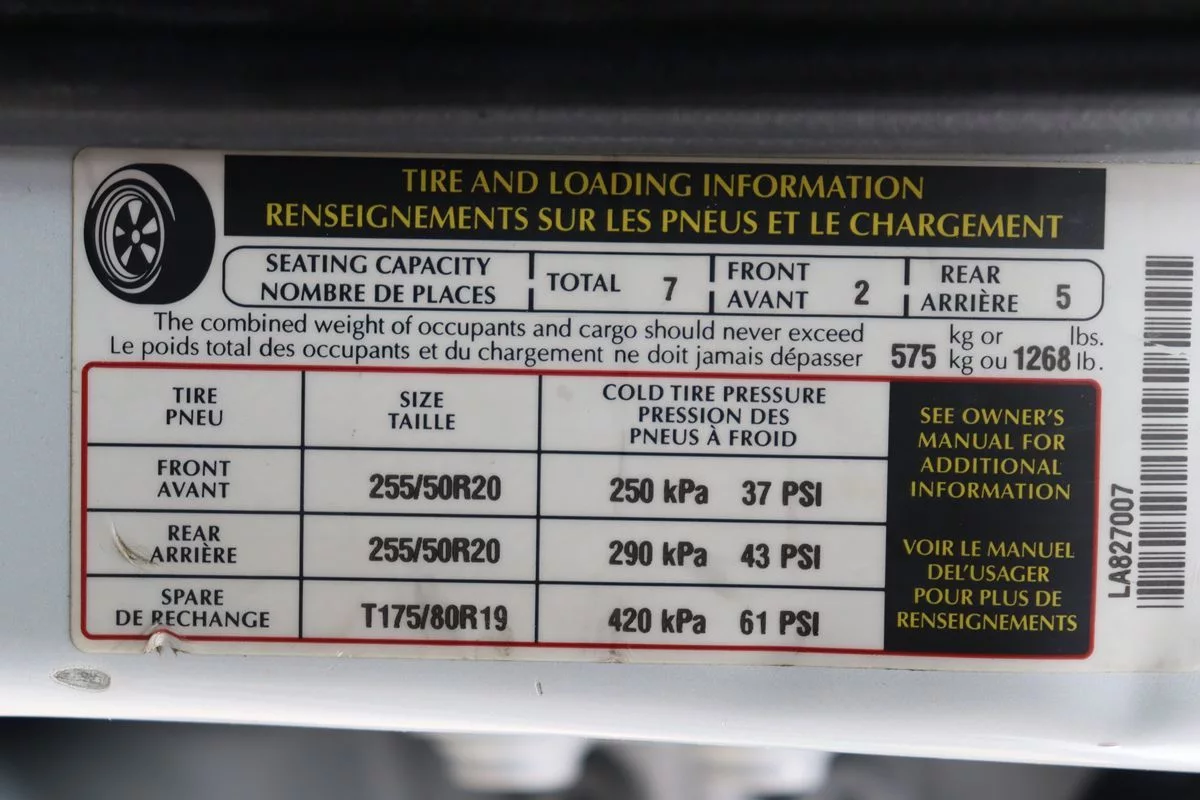 TIRE AND LOADING INFORMATION
RENSEIGNEMENTS SUR LES PNEUS ET LE CHARGEMENT
SEATING CAPACITY
NOMBRE DE PLACES
TOTAL 7
FRONT
AVANT 2
REAR
ARRIÈRE 5
The combined weight of occupants and cargo should never exceed kg or lbs.
Le poids total des occupants et du chargement ne doit jamais dépasser 575 kg ou 1268 lb.
TIRE
PNEU
SIZE
TAILLE
COLD TIRE PRESSURE
PRESSION DES
PNEUS À FROID
FRONT
AVANT
255/50R20
250 kPa 37 PSI
REAR
ARRIÈRE
255/50R20
290 kPa 43 PSI
SPARE
DE RECHANGE
T175/80R19
420 kPa 61 PSI
SEE OWNER'S
MANUAL FOR
ADDITIONAL
INFORMATION
VOIR LE MANUEL
DEL'USAGER
POUR PLUS DE
RENSEIGNEMENTS
LA827007